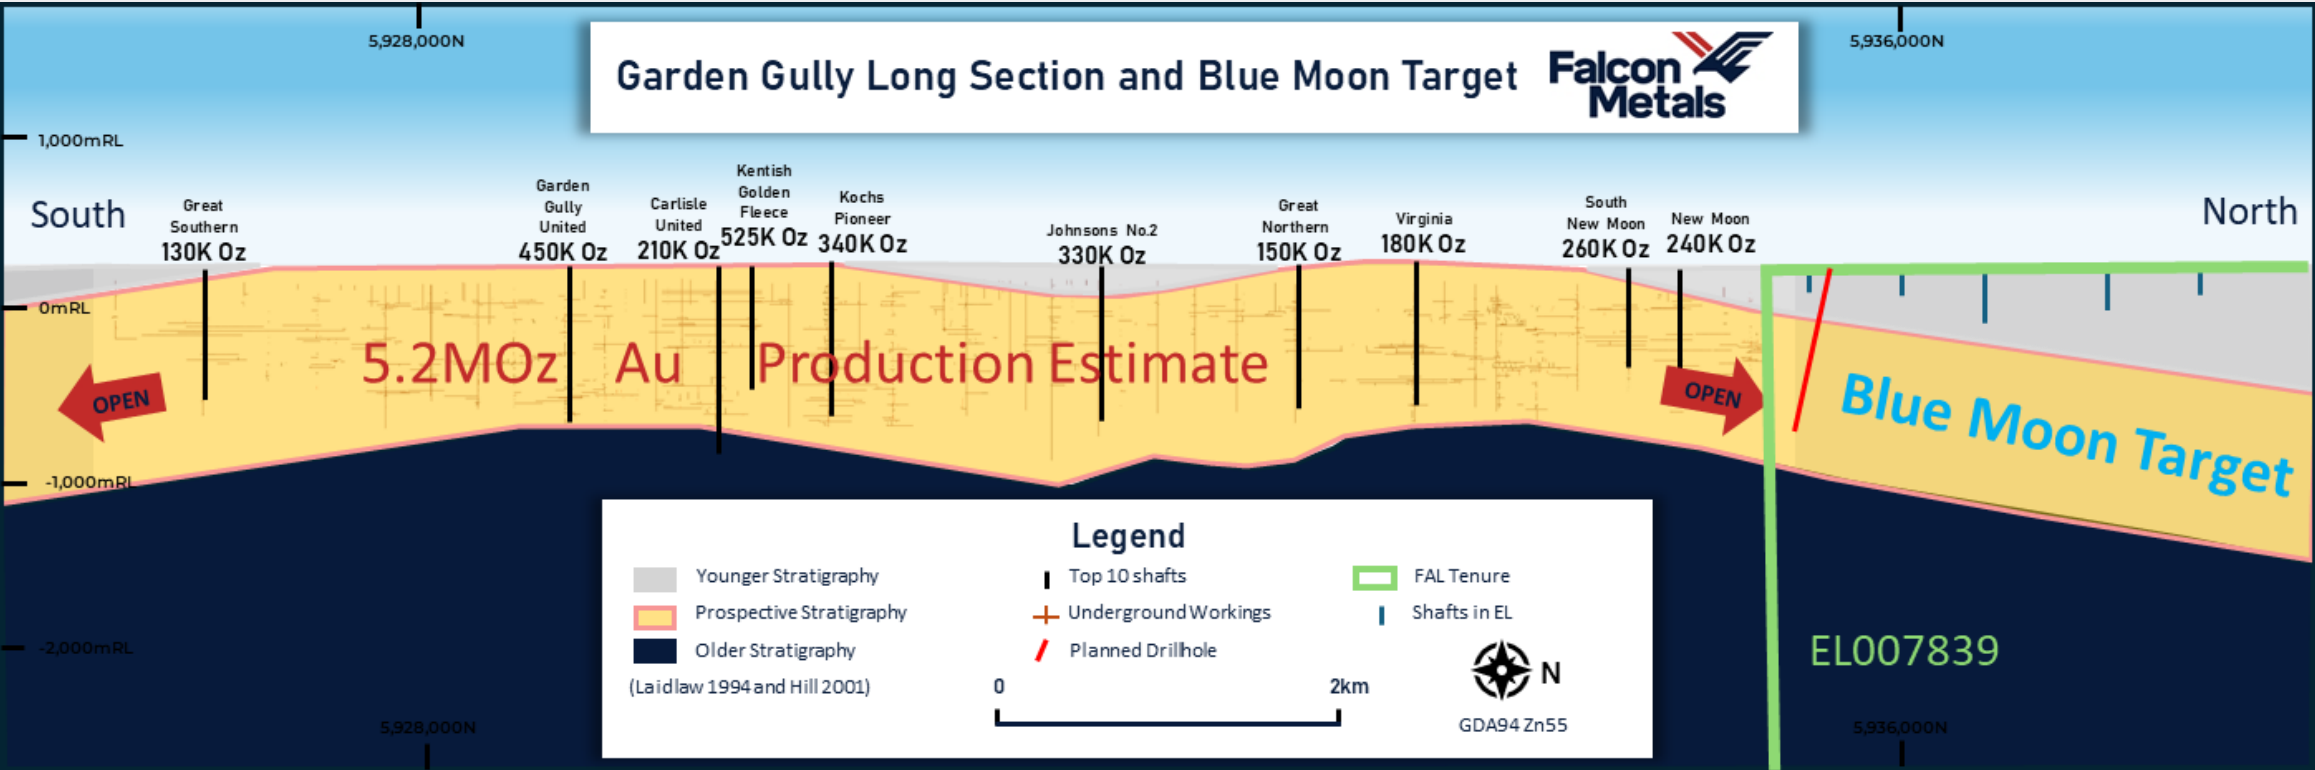 5,928,000N
5,936,000N
Garden Gully Long Section and Blue Moon Target
Falcon
Metals
1,000mRL
South
North
Great
Southern
130K Oz
Garden
Gully
United
450K Oz
Carlisle
United
210K Oz
Kentish
Golden
Fleece
525K Oz
Kochs
Pioneer
340K Oz
Johnsons No.2
330K Oz
Great
Northern
150K Oz
Virginia
180K Oz
South
New Moon
260K Oz
New Moon
240K Oz
0mRL
5.2MOz Au Production Estimate
OPEN
OPEN
Blue Moon Target
-1,000mRL
-2,000mRL
Legend
Younger Stratigraphy
Prospective Stratigraphy
Older Stratigraphy
(Laidlaw 1994 and Hill 2001)
Top 10 shafts
Underground Workings
Planned Drillhole
0 2km
FAL Tenure
Shafts in EL
N
GDA94 Zn55
EL007839
5,928,000N
5,936,000N